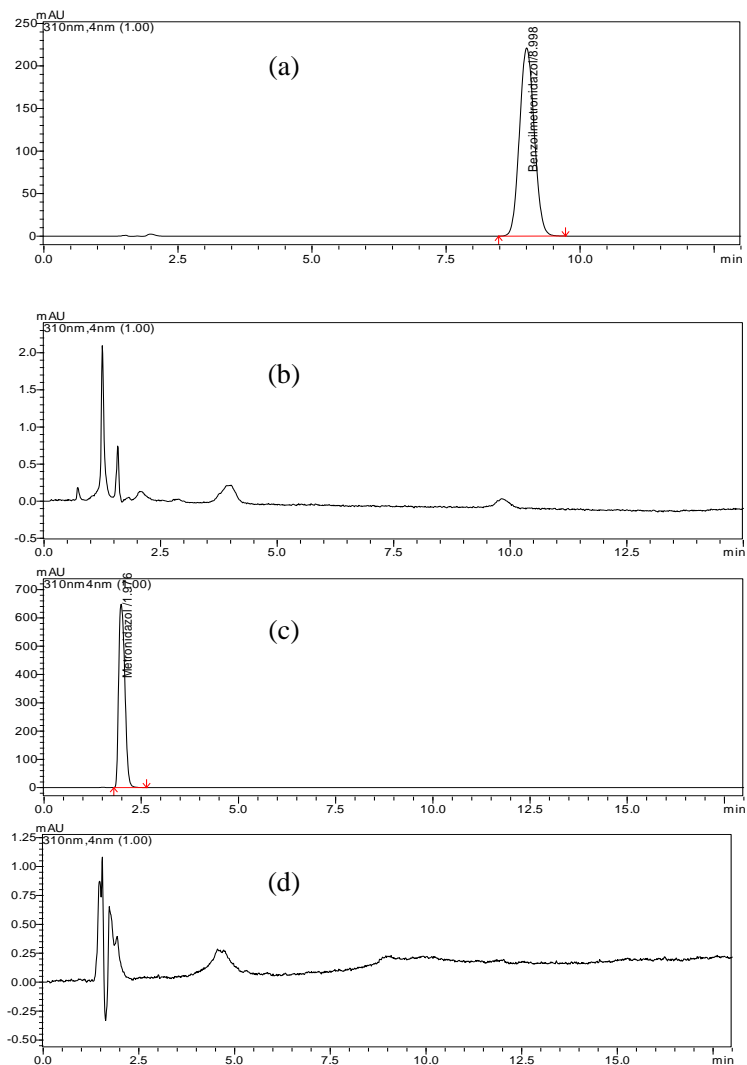 mAU
310nm,4nm (1.00)
250
200
150
100
50
0
(a)
Benzoilmetronidazol/8.998
0.0 2.5 5.0 7.5 10.0 min
mAU
310nm,4nm (1.00)
2.0
1.5
1.0
0.5
0.0
-0.5
(b)
0.0 2.5 5.0 7.5 10.0 12.5 min
mAU
310nm4nm (1.00)
700
600
500
400
300
200
100
0
(c)
Metronidazol /1.976
0.0 2.5 5.0 7.5 10.0 12.5 15.0 min
mAU
310nm,4nm (1.00)
1.25
1.00
0.75
0.50
0.25
0.00
-0.25
-0.50
(d)
0.0 2.5 5.0 7.5 10.0 12.5 15.0 min